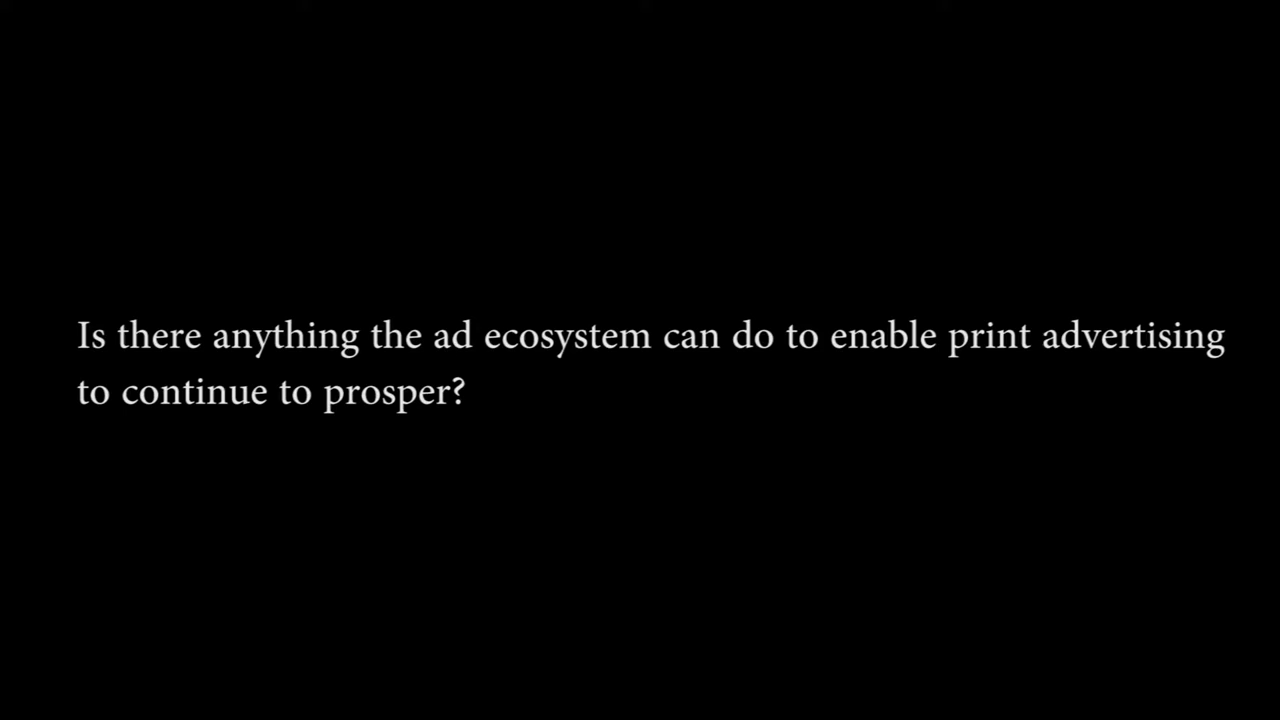 Is there anything the ad ecosystem can do to enable print advertising
to continue to prosper?